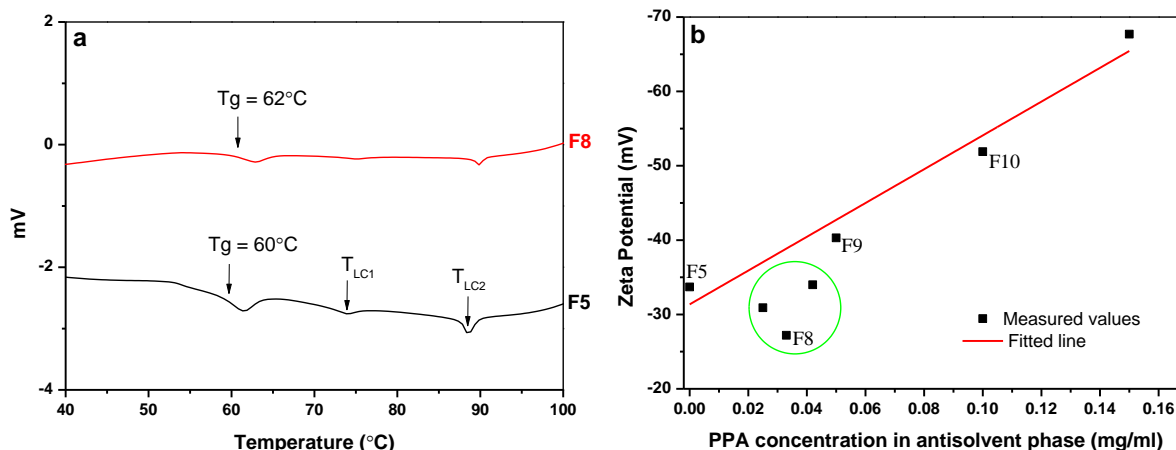 a
2
0
-2
-4
mV
Tg = 62°C
F8
Tg = 60°C
T_LC1
T_LC2
F5
40 50 60 70 80 90 100
Temperature (°C)
b
-70
-60
-50
-40
-30
-20
Zeta Potential (mV)
F5
F8
F9
F10
Measured values
Fitted line
0.00 0.02 0.04 0.06 0.08 0.10 0.12 0.14 0.16
PPA concentration in antisolvent phase (mg/ml)